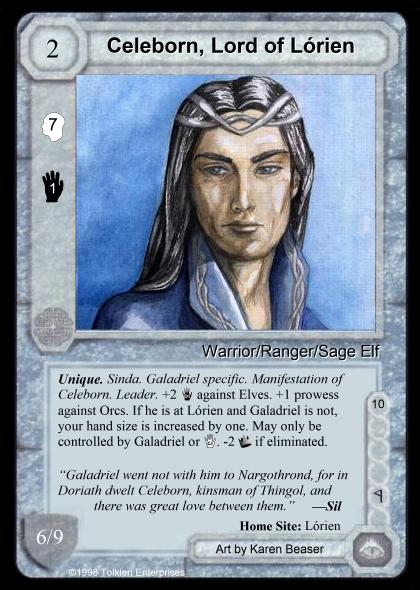 2
Celeborn, Lord of Lórien
7
1
Warrior/Ranger/Sage Elf
Unique. Sinda. Galadriel specific. Manifestation of
Celeborn. Leader. +2 against Elves. +1 prowess
against Orcs. If he is at Lórien and Galadriel is not,
your hand size is increased by one. May only be
controlled by Galadriel or . -2 if eliminated.
10
“Galadriel went not with him to Nargothrond, for in
Doriath dwelt Celeborn, kinsman of Thingol, and
there was great love between them.” —Sil
Home Site: Lórien
6/9
Art by Karen Beaser
©1998 Tolkien Enterprises